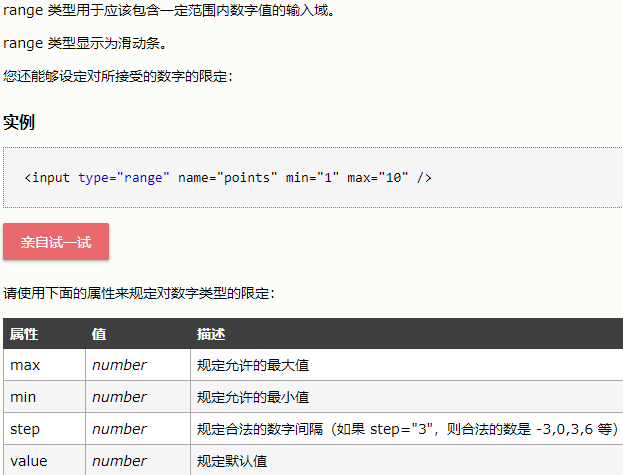 range 类型用于应该包含一定范围内数字值的输入域。
range 类型显示为滑动条。
您还能够设定对所接受的数字的限定：
实例
<input type="range" name="points" min="1" max="10" />
亲自试一试
请使用下面的属性来规定对数字类型的限定：
属性 值 描述
max number 规定允许的最大值
min number 规定允许的最小值
step number 规定合法的数字间隔（如果 step="3"，则合法的数是 -3,0,3,6 等）
value number 规定默认值